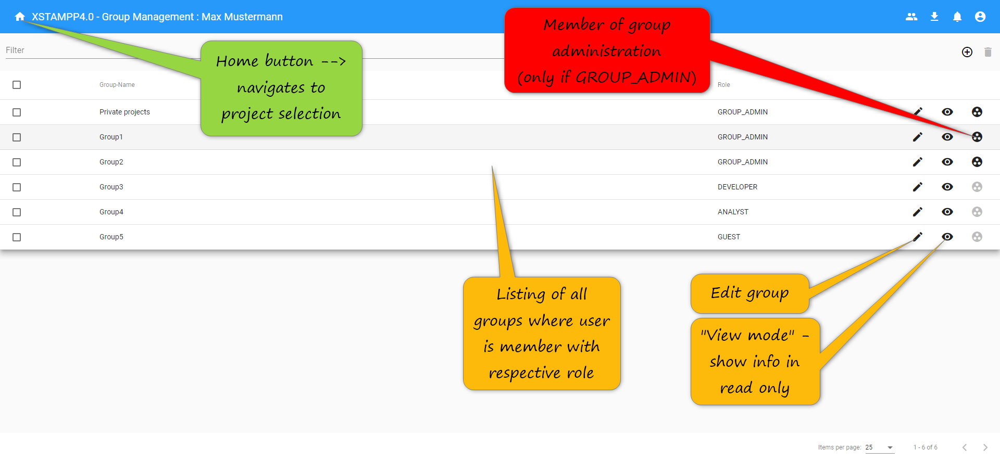 XSTAMPP4.0 - Group Management : Max Mustermann
Member of group
administration
(only if GROUP_ADMIN)
Filter
Home button -->
navigates to
project selection
Group-Name
Role
Private projects
GROUP_ADMIN
Group1
GROUP_ADMIN
Group2
GROUP_ADMIN
Group3
DEVELOPER
Group4
ANALYST
Group5
GUEST
Listing of all
groups where user
is member with
respective role
Edit group
"View mode" -
show info in
read only
Items per page: 25
1 - 6 of 6